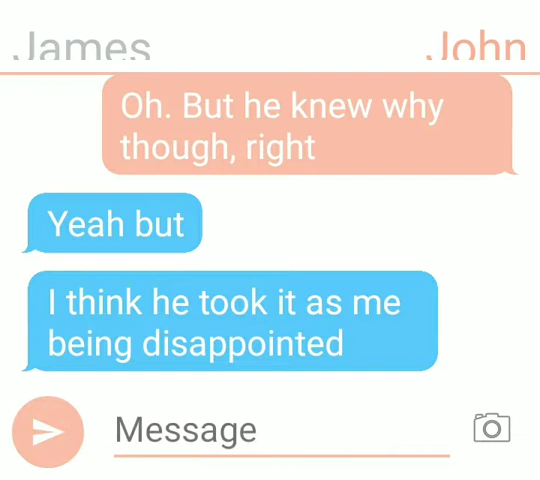 James
John
Oh. But he knew why
though, right
Yeah but
I think he took it as me
being disappointed
Message